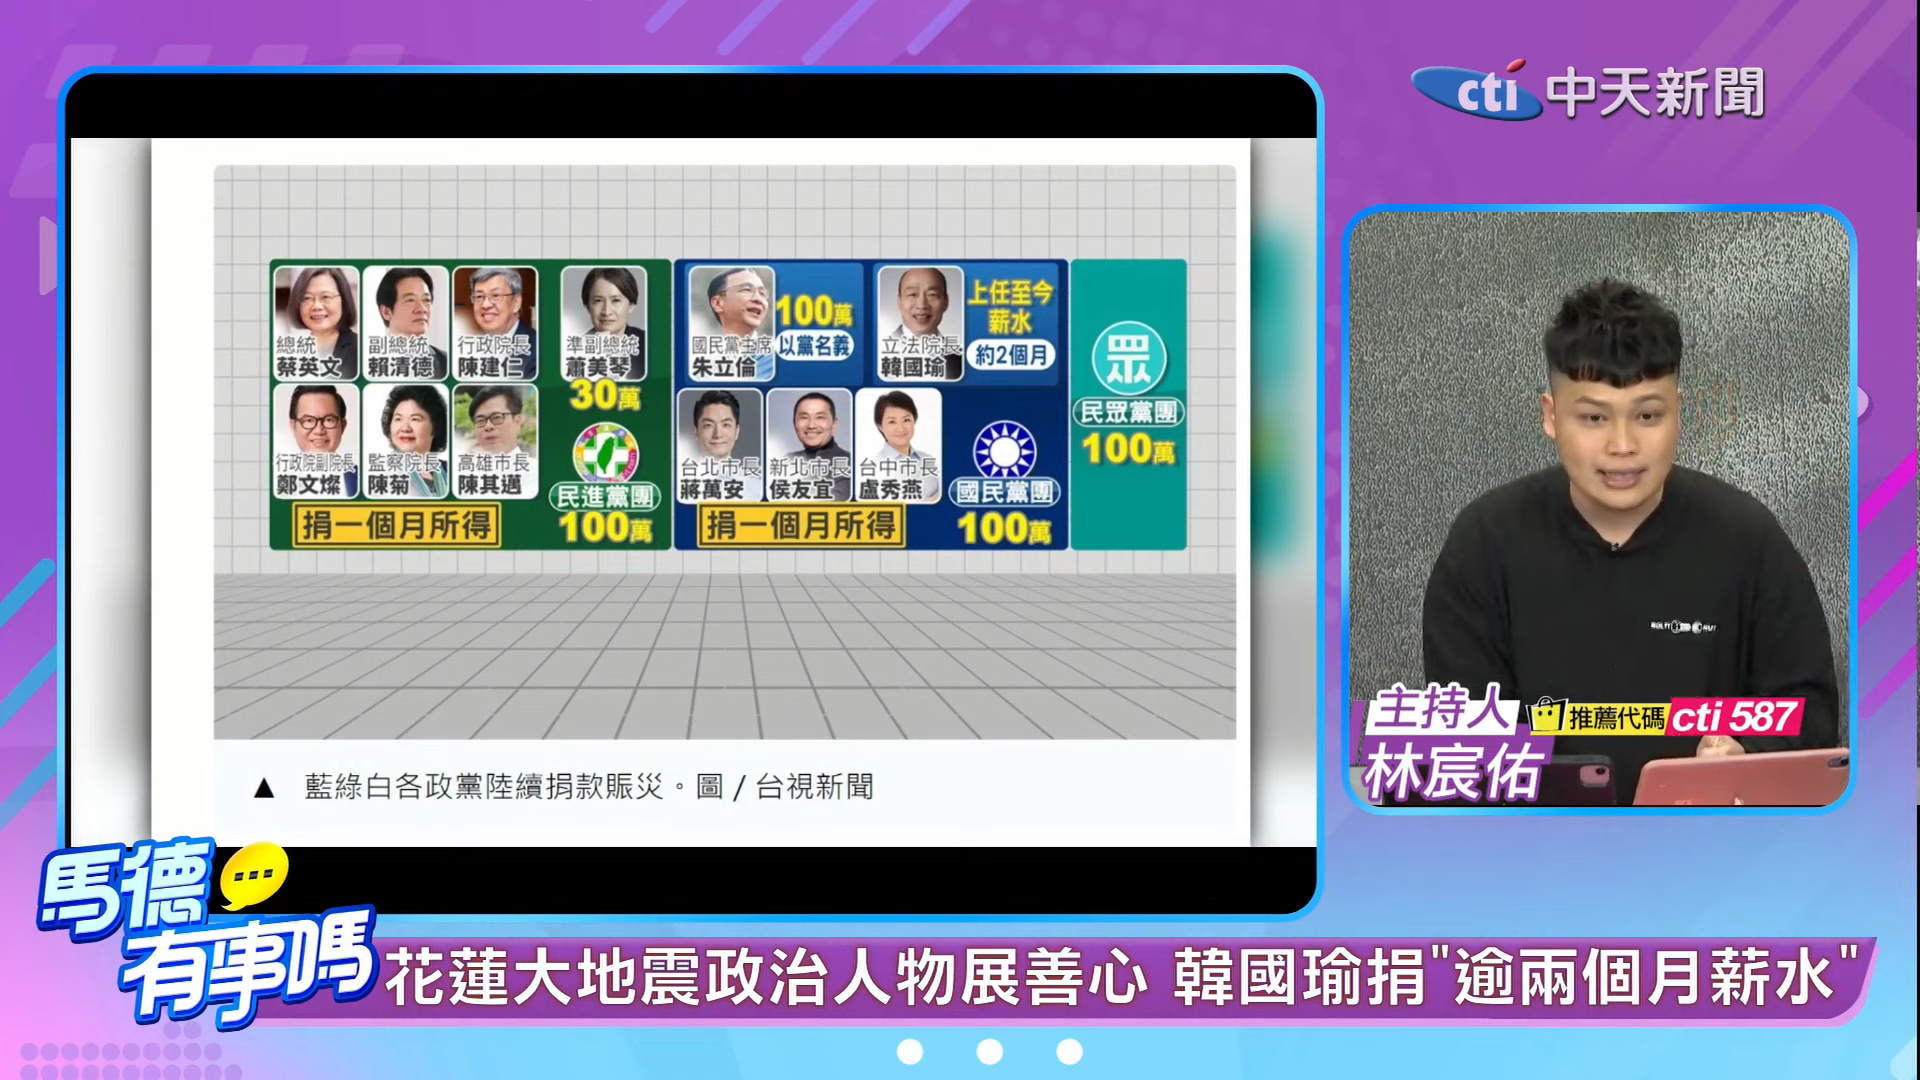 cti 中天新聞
總統
蔡英文
副總統
賴清德
行政院長
陳建仁
準副總統
蕭美琴
30萬
行政院副院長
鄭文燦
監察院長
陳菊
高雄市長
陳其邁
民進黨團
100萬
捐一個月所得
國民黨主席
朱立倫
100萬
以黨名義
立法院長
韓國瑜
上任至今
薪水
約2個月
台北市長
蔣萬安
新北市長
侯友宜
台中市長
盧秀燕
國民黨團
100萬
捐一個月所得
眾
民眾黨團
100萬
▲ 藍綠白各政黨陸續捐款賑災。圖 / 台視新聞
主持人
林宸佑
推薦代碼 cti 587
馬德
有事嗎
花蓮大地震政治人物展善心 韓國瑜捐"逾兩個月薪水"